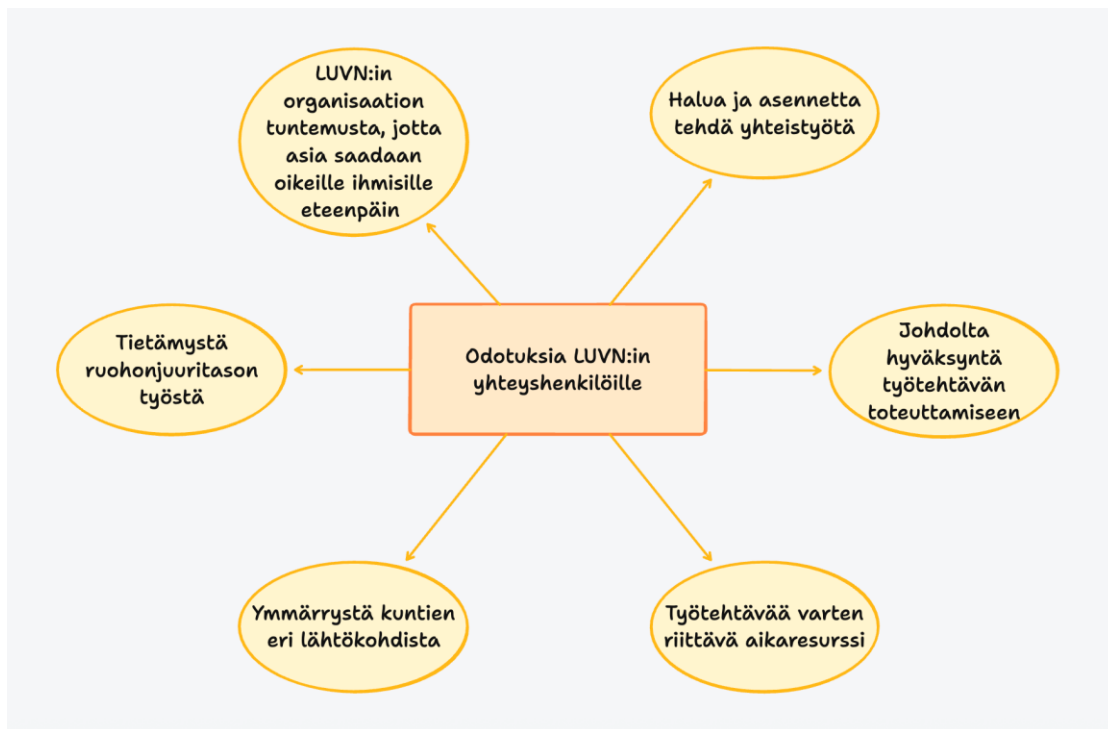 LUVN:in
organisaation
tuntemusta, jotta
asia saadaan
oikeille ihmisille
eteenpäin
Halua ja asennetta
tehdä yhteistyötä
Tietämystä
ruohonjuuritason
työstä
Odotuksia LUVN:in
yhteyshenkilöille
Johdolta
hyväksyntä
työtehtävän
toteuttamiseen
Ymmärrystä kuntien
eri lähtökohdista
Työtehtävää varten
riittävä aikaresurssi